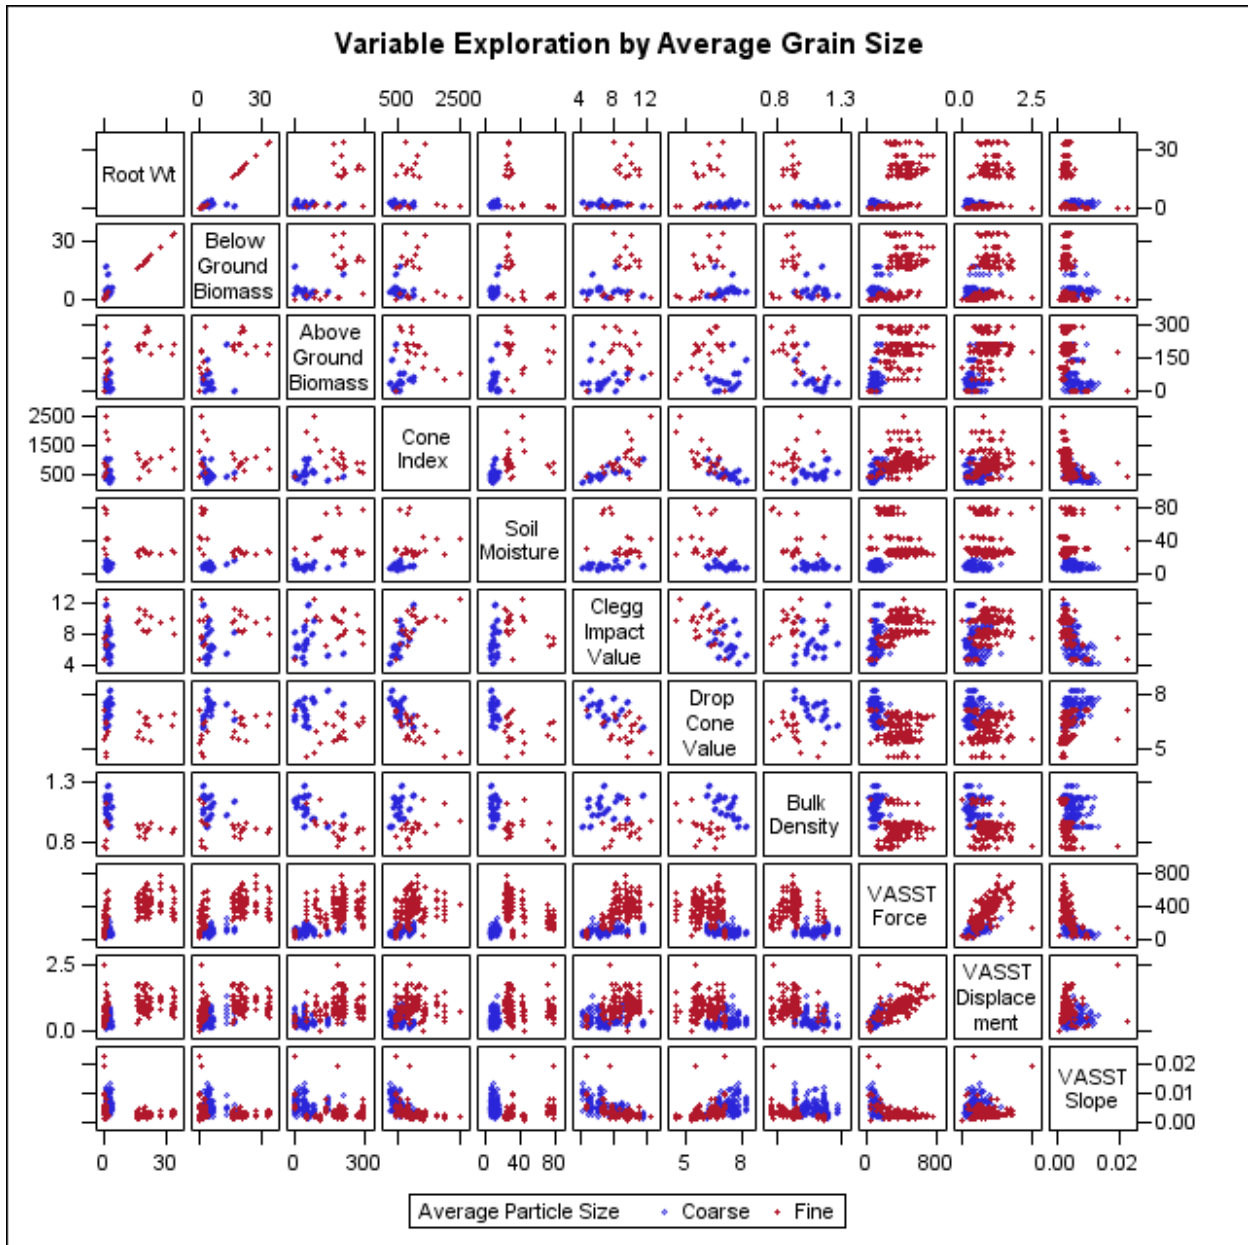 Variable Exploration by Average Grain Size
0 30 500 2500 4 8 12 0.8 1.3 0.0 2.5
Root Wt
30
0
30
0
Below
Ground
Biomass
Above
Ground
Biomass
300
150
0
2500
1500
500
Cone
Index
Soil
Moisture
80
40
0
12
8
4
Clegg
Impact
Value
Drop
Cone
Value
8
5
1.3
0.8
Bulk
Density
VASST
Force
800
400
0
2.5
0.0
VASST
Displace
ment
VASST
Slope
0.02
0.01
0.00
0 30 0 300 0 40 80 5 8 0 800 0.00 0.02
Average Particle Size Coarse Fine